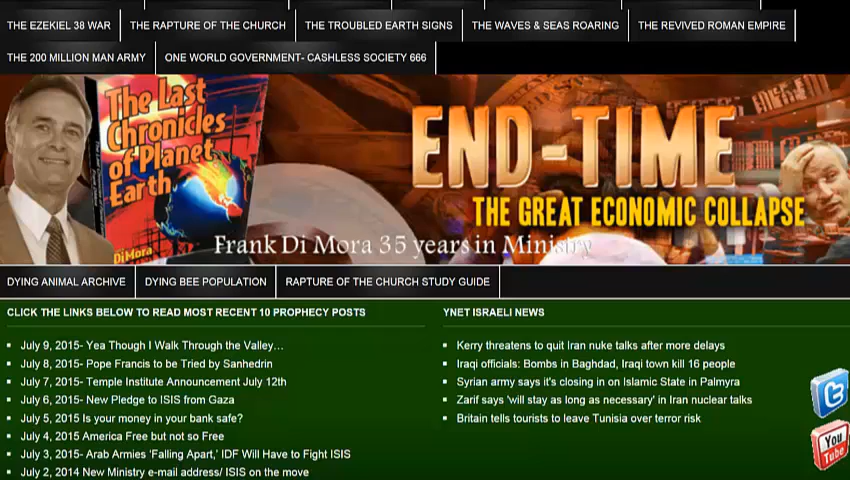 THE EZEKIEL 38 WAR
THE RAPTURE OF THE CHURCH
THE TROUBLED EARTH SIGNS
THE WAVES & SEAS ROARING
THE REVIVED ROMAN EMPIRE
THE 200 MILLION MAN ARMY
ONE WORLD GOVERNMENT- CASHLESS SOCIETY 666
The Last
Chronicles
of Planet
Earth
DiMora
END-TIME
THE GREAT ECONOMIC COLLAPSE
Frank Di Mora 35 years in Ministry
DYING ANIMAL ARCHIVE
DYING BEE POPULATION
RAPTURE OF THE CHURCH STUDY GUIDE
CLICK THE LINKS BELOW TO READ MOST RECENT 10 PROPHECY POSTS
July 9, 2015- Yea Though I Walk Through the Valley…
July 8, 2015- Pope Francis to be Tried by Sanhedrin
July 7, 2015- Temple Institute Announcement July 12th
July 6, 2015- New Pledge to ISIS from Gaza
July 5, 2015 Is your money in your bank safe?
July 4, 2015 America Free but not so Free
July 3, 2015- Arab Armies ‘Falling Apart,’ IDF Will Have to Fight ISIS
July 2, 2014 New Ministry e-mail address/ ISIS on the move
YNET ISRAELI NEWS
Kerry threatens to quit Iran nuke talks after more delays
Iraqi officials: Bombs in Baghdad, Iraqi town kill 16 people
Syrian army says it's closing in on Islamic State in Palmyra
Zarif says 'will stay as long as necessary' in Iran nuclear talks
Britain tells tourists to leave Tunisia over terror risk
You
Tube